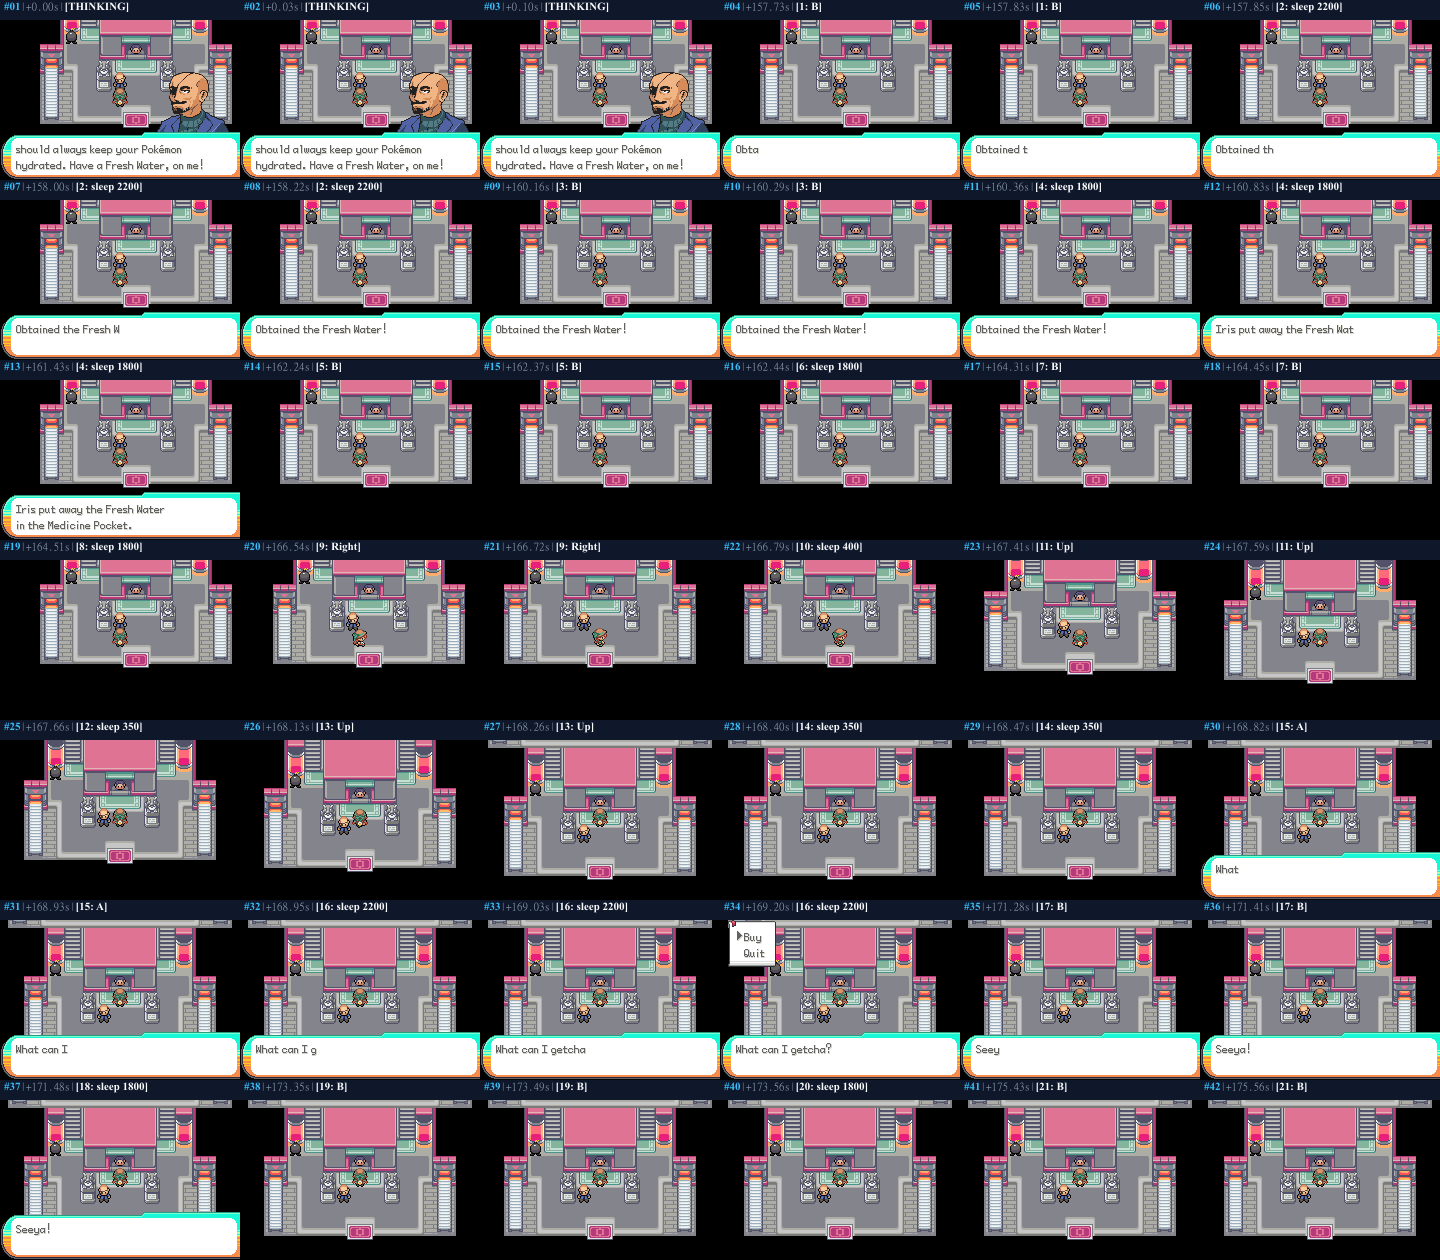 #01|+0.00s|[THINKING]
#02|+0.03s|[THINKING]
#03|+0.10s|[THINKING]
#04|+157.73s|[1: B]
#05|+157.83s|[1: B]
#06|+157.85s|[2: sleep 2200]
should always keep your Pokémon
hydrated. Have a Fresh Water, on me!
should always keep your Pokémon
hydrated. Have a Fresh Water, on me!
should always keep your Pokémon
hydrated. Have a Fresh Water, on me!
Obta
Obtained t
Obtained th
#07|+158.00s|[2: sleep 2200]
#08|+158.22s|[2: sleep 2200]
#09|+160.16s|[3: B]
#10|+160.29s|[3: B]
#11|+160.36s|[4: sleep 1800]
#12|+160.83s|[4: sleep 1800]
Obtained the Fresh W
Obtained the Fresh Water!
Obtained the Fresh Water!
Obtained the Fresh Water!
Obtained the Fresh Water!
Iris put away the Fresh Wat
#13|+161.43s|[4: sleep 1800]
#14|+162.24s|[5: B]
#15|+162.37s|[5: B]
#16|+162.44s|[6: sleep 1800]
#17|+164.31s|[7: B]
#18|+164.45s|[7: B]
Iris put away the Fresh Water
in the Medicine Pocket.
#19|+164.51s|[8: sleep 1800]
#20|+166.54s|[9: Right]
#21|+166.72s|[9: Right]
#22|+166.79s|[10: sleep 400]
#23|+167.41s|[11: Up]
#24|+167.59s|[11: Up]
#25|+167.66s|[12: sleep 350]
#26|+168.13s|[13: Up]
#27|+168.26s|[13: Up]
#28|+168.40s|[14: sleep 350]
#29|+168.47s|[14: sleep 350]
#30|+168.82s|[15: A]
What
#31|+168.93s|[15: A]
#32|+168.95s|[16: sleep 2200]
#33|+169.03s|[16: sleep 2200]
#34|+169.20s|[16: sleep 2200]
#35|+171.28s|[17: B]
#36|+171.41s|[17: B]
Buy
Quit
What can I
What can I g
What can I getcha
What can I getcha?
Seey
Seeya!
#37|+171.48s|[18: sleep 1800]
#38|+173.35s|[19: B]
#39|+173.49s|[19: B]
#40|+173.56s|[20: sleep 1800]
#41|+175.43s|[21: B]
#42|+175.56s|[21: B]
Seeya!